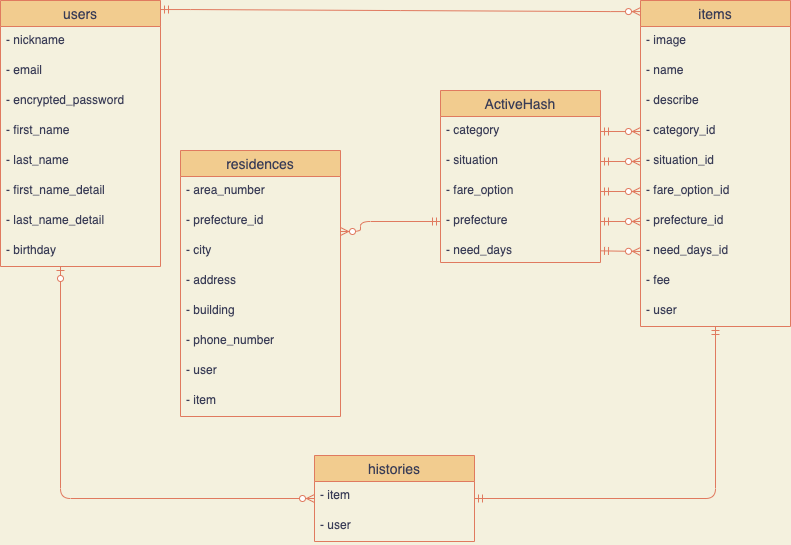 users
- nickname
- email
- encrypted_password
- first_name
- last_name
- first_name_detail
- last_name_detail
- birthday
residences
- area_number
- prefecture_id
- city
- address
- building
- phone_number
- user
- item
ActiveHash
- category
- situation
- fare_option
- prefecture
- need_days
items
- image
- name
- describe
- category_id
- situation_id
- fare_option_id
- prefecture_id
- need_days_id
- fee
- user
histories
- item
- user